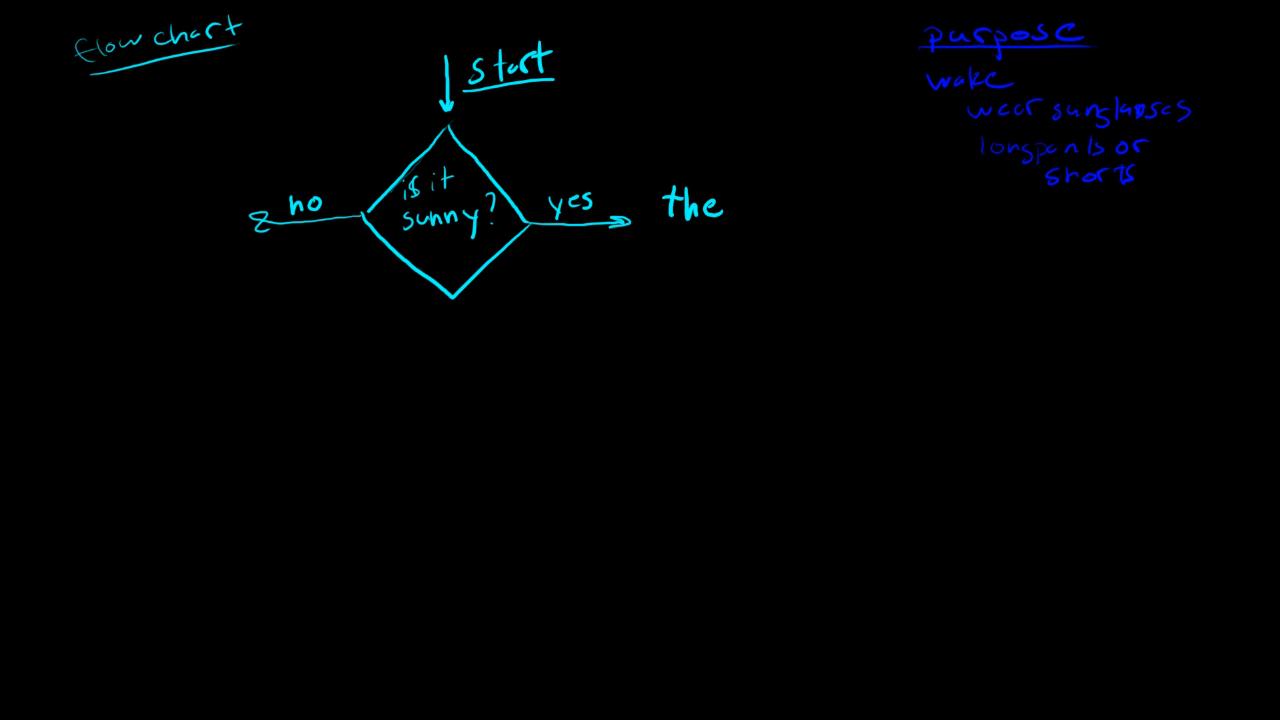 flow chart
start
is it
sunny?
no
yes
the
purpose
wake
wear sunglasses
longpants or
shorts